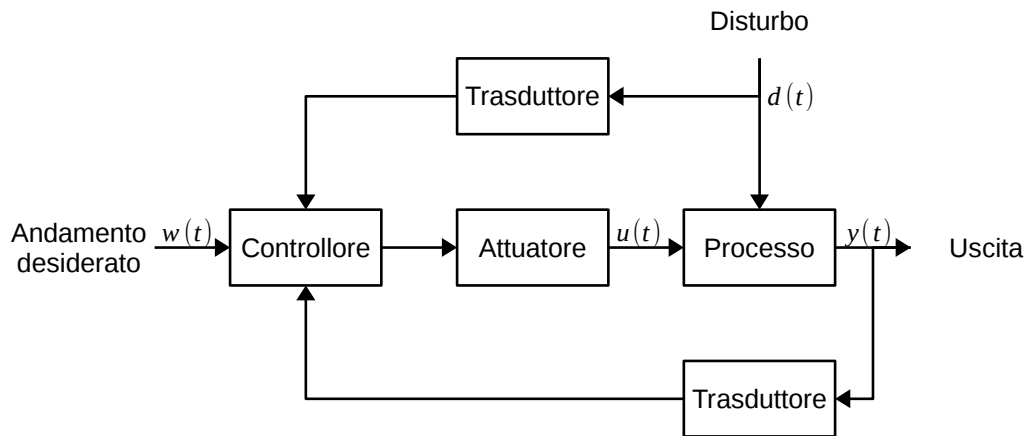 Disturbo
Trasduttore
d(t)
Andamento
desiderato
w(t)
Controllore
Attuatore
u(t)
Processo
y(t)
Uscita
Trasduttore